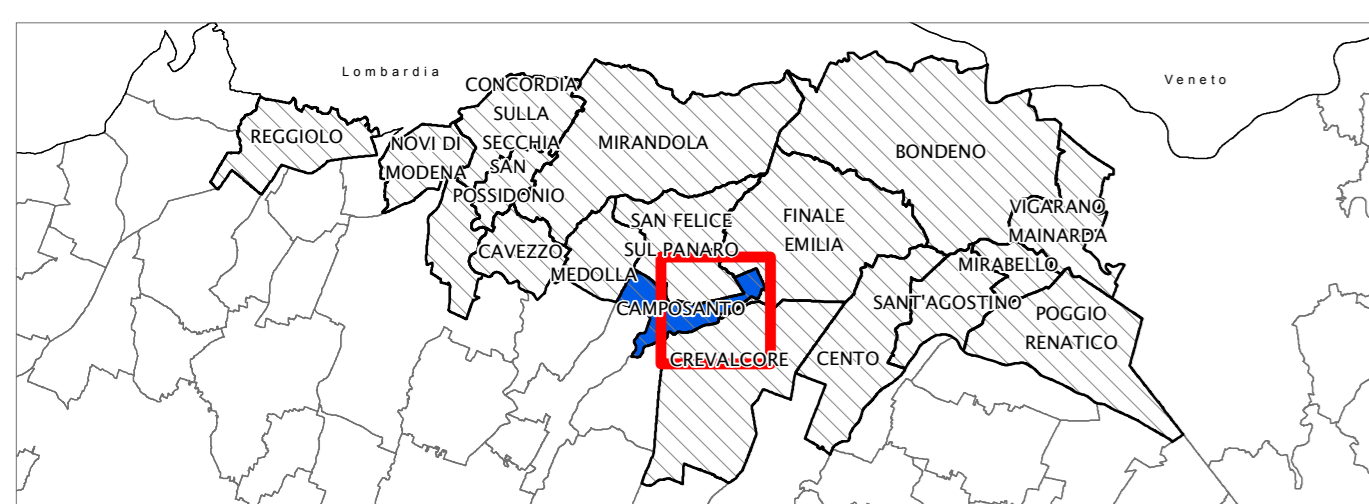 Lombardia
Veneto
CONCORDIA
SULLA
SECCHIA
REGGIOLO
NOVI DI
MODENA
SAN
POSSIDONIO
MIRANDOLA
BONDENO
CAVEZZO
MEDOLLA
SAN FELICE
SUL PANARO
FINALE
EMILIA
VIGARANO
MAINARDA
MIRABELLO
CAMPOSANTO
SANT'AGOSTINO
POGGIO
RENATICO
CREVALCORE
CENTO